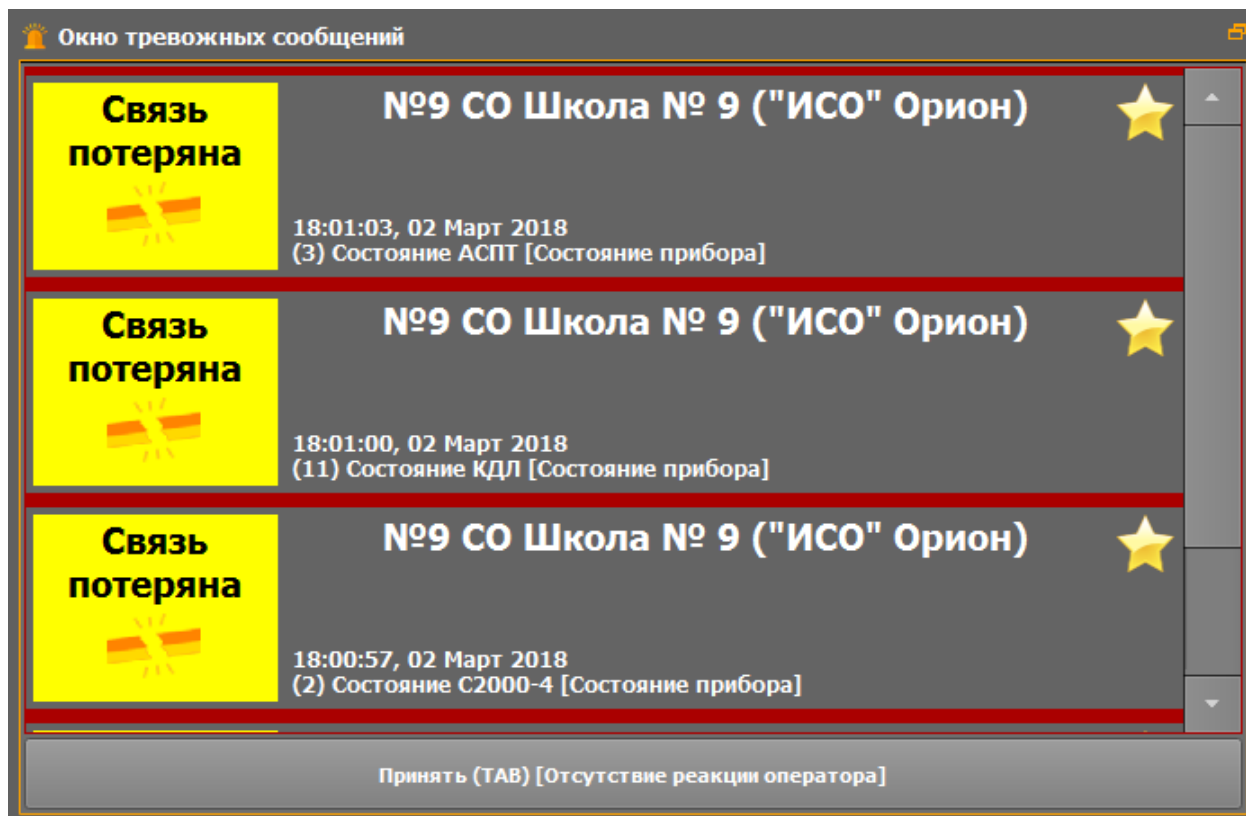 Окно тревожных сообщений
Связь
потеряна
№9 СО Школа № 9 ("ИСО" Орион)
18:01:03, 02 Март 2018
(3) Состояние АСПТ [Состояние прибора]
Связь
потеряна
№9 СО Школа № 9 ("ИСО" Орион)
18:01:00, 02 Март 2018
(11) Состояние КДЛ [Состояние прибора]
Связь
потеряна
№9 СО Школа № 9 ("ИСО" Орион)
18:00:57, 02 Март 2018
(2) Состояние С2000-4 [Состояние прибора]
Принять (TAB) [Отсутствие реакции оператора]